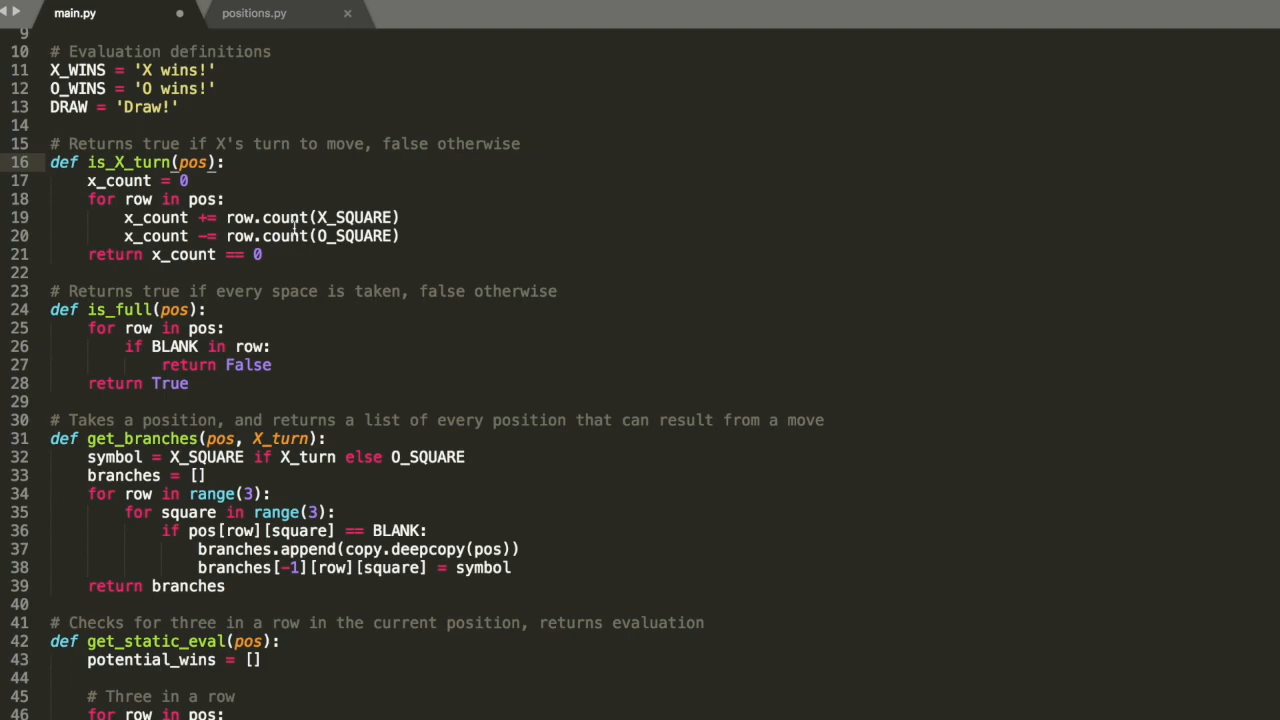 main.py
positions.py
9
10 # Evaluation definitions
11 X_WINS = 'X wins!'
12 O_WINS = 'O wins!'
13 DRAW = 'Draw!'
14
15 # Returns true if X's turn to move, false otherwise
16 def is_X_turn(pos):
17     x_count = 0
18     for row in pos:
19         x_count += row.count(X_SQUARE)
20         x_count -= row.count(O_SQUARE)
21     return x_count == 0
22
23 # Returns true if every space is taken, false otherwise
24 def is_full(pos):
25     for row in pos:
26         if BLANK in row:
27             return False
28     return True
29
30 # Takes a position, and returns a list of every position that can result from a move
31 def get_branches(pos, X_turn):
32     symbol = X_SQUARE if X_turn else O_SQUARE
33     branches = []
34     for row in range(3):
35         for square in range(3):
36             if pos[row][square] == BLANK:
37                 branches.append(copy.deepcopy(pos))
38                 branches[-1][row][square] = symbol
39     return branches
40
41 # Checks for three in a row in the current position, returns evaluation
42 def get_static_eval(pos):
43     potential_wins = []
44
45     # Three in a row
46     for row in pos: